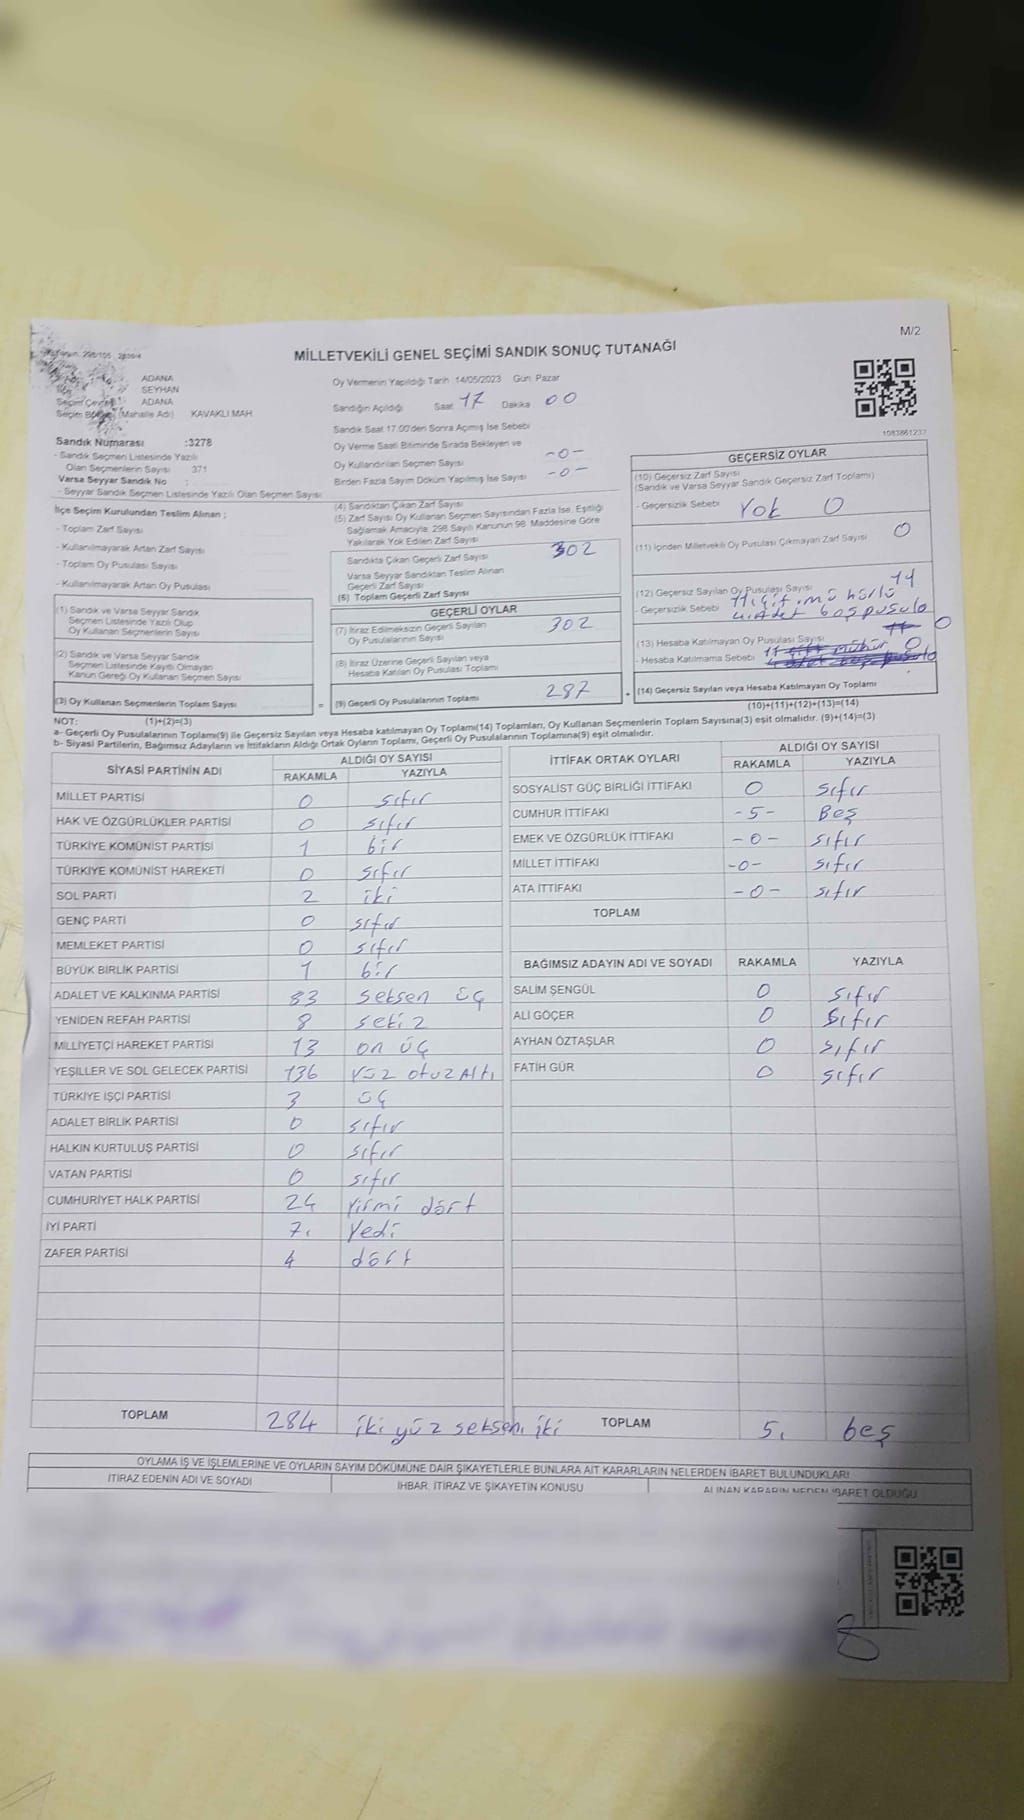 M/2
MİLLETVEKİLİ GENEL SEÇİMİ SANDIK SONUÇ TUTANAĞI
ADANA
SEYHAN
Seçim Çevresi ADANA
(Mahalle Adı) KAVAKLI MAH
Sandık Numarası :3278
- Sandık Seçmen Listesinde Yazılı
Olan Seçmenlerin Sayısı 371
Varsa Seyyar Sandık No :
- Seyyar Sandık Seçmen Listesinde Yazılı Olan Seçmen Sayısı
İlçe Seçim Kurulundan Teslim Alınan ;
- Toplam Zarf Sayısı
- Kullanılmayarak Artan Zarf Sayısı
- Toplam Oy Pusulası Sayısı
- Kullanılmayarak Artan Oy Pusulası
(1) Sandık ve Varsa Seyyar Sandık
Seçmen Listesinde Yazılı Olup
Oy Kullanan Seçmenlerin Sayısı
(2) Sandık ve Varsa Seyyar Sandık
Seçmen Listesinde Kayıtlı Olmayan
Kanun Gereği Oy Kullanan Seçmen Sayısı
(3) Oy Kullanan Seçmenlerin Toplam Sayısı =
Oy Vermenin Yapıldığı Tarih 14/05/2023 Gün Pazar
Sandığın Açıldığı Saat 17 Dakika 00
Sandık Saat 17.00'den Sonra Açmış İse Sebebi
Oy Verme Saati Bitiminde Sırada Bekleyen ve
Oy Kullandırılan Seçmen Sayısı -0-
Birden Fazla Sayım Döküm Yapılmış İse Sayısı -0-
(4) Sandıktan Çıkan Zarf Sayısı
(5) Zarf Sayısı Oy Kullanan Seçmen Sayısından Fazla İse, Eşitliği
Sağlamak Amacıyla, 298 Sayılı Kanunun 98. Maddesine Göre
Yakılarak Yok Edilen Zarf Sayısı
Sandıkta Çıkan Geçerli Zarf Sayısı 302
Varsa Seyyar Sandıktan Teslim Alınan
Geçerli Zarf Sayısı
(6) Toplam Geçerli Zarf Sayısı
GEÇERLİ OYLAR
(7) İtiraz Edilmeksizin Geçerli Sayılan
Oy Pusulalarının Sayısı 302
(8) İtiraz Üzerine Geçerli Sayılan veya
Hesaba Katılan Oy Pusulası Toplamı
(9) Geçerli Oy Pusulalarının Toplamı 287 +
1083861237
GEÇERSİZ OYLAR
(10) Geçersiz Zarf Sayısı
(Sandık ve Varsa Seyyar Sandık Geçersiz Zarf Toplamı)
- Geçersizlik Sebebi Yok 0
(11) İçinden Milletvekili Oy Pusulası Çıkmayan Zarf Sayısı 0
(12) Geçersiz Sayılan Oy Pusulası Sayısı 14
- Geçersizlik Sebebi 11 çift mühürlü
4 adet boş pusula
(13) Hesaba Katılmayan Oy Pusulası Sayısı 0
- Hesaba Katılmama Sebebi
(14) Geçersiz Sayılan veya Hesaba Katılmayan Oy Toplamı
(10)+(11)+(12)+(13)=(14)
NOT: (1)+(2)=(3)
a- Geçerli Oy Pusulalarının Toplamı(9) ile Geçersiz Sayılan veya Hesaba katılmayan Oy Toplamı(14) Toplamları, Oy Kullanan Seçmenlerin Toplam Sayısına(3) eşit olmalıdır. (9)+(14)=(3)
b- Siyasi Partilerin, Bağımsız Adayların ve İttifakların Aldığı Ortak Oyların Toplamı, Geçerli Oy Pusulalarının Toplamına(9) eşit olmalıdır.
SİYASİ PARTİNİN ADI ALDIĞI OY SAYISI
RAKAMLA YAZIYLA
MİLLET PARTİSİ 0 sıfır
HAK VE ÖZGÜRLÜKLER PARTİSİ 0 sıfır
TÜRKİYE KOMÜNİST PARTİSİ 1 bir
TÜRKİYE KOMÜNİST HAREKETİ 0 sıfır
SOL PARTİ 2 iki
GENÇ PARTİ 0 sıfır
MEMLEKET PARTİSİ 0 sıfır
BÜYÜK BİRLİK PARTİSİ 1 bir
ADALET VE KALKINMA PARTİSİ 83 seksen üç
YENİDEN REFAH PARTİSİ 8 sekiz
MİLLİYETÇİ HAREKET PARTİSİ 13 on üç
YEŞİLLER VE SOL GELECEK PARTİSİ 136 yüz otuz altı
TÜRKİYE İŞÇİ PARTİSİ 3 üç
ADALET BİRLİK PARTİSİ 0 sıfır
HALKIN KURTULUŞ PARTİSİ 0 sıfır
VATAN PARTİSİ 0 sıfır
CUMHURİYET HALK PARTİSİ 24 yirmi dört
İYİ PARTİ 7. Yedi
ZAFER PARTİSİ 4 dört
TOPLAM 284 iki yüz seksen iki
İTTİFAK ORTAK OYLARI ALDIĞI OY SAYISI
RAKAMLA YAZIYLA
SOSYALİST GÜÇ BİRLİĞİ İTTİFAKI 0 sıfır
CUMHUR İTTİFAKI -5- Beş
EMEK VE ÖZGÜRLÜK İTTİFAKI -0- sıfır
MİLLET İTTİFAKI -0- sıfır
ATA İTTİFAKI -0- sıfır
TOPLAM
BAĞIMSIZ ADAYIN ADI VE SOYADI RAKAMLA YAZIYLA
SALİM ŞENGÜL 0 sıfır
ALİ GÖÇER 0 sıfır
AYHAN ÖZTAŞLAR 0 sıfır
FATİH GÜR 0 sıfır
TOPLAM 5. beş
OYLAMA İŞ VE İŞLEMLERİNE VE OYLARIN SAYIM DÖKÜMÜNE DAİR ŞİKAYETLERLE BUNLARA AİT KARARLARIN NELERDEN İBARET BULUNDUKLARI
İTİRAZ EDENİN ADI VE SOYADI İHBAR, İTİRAZ VE ŞİKAYETİN KONUSU ALINAN KARARIN NEDEN İBARET OLDUĞU